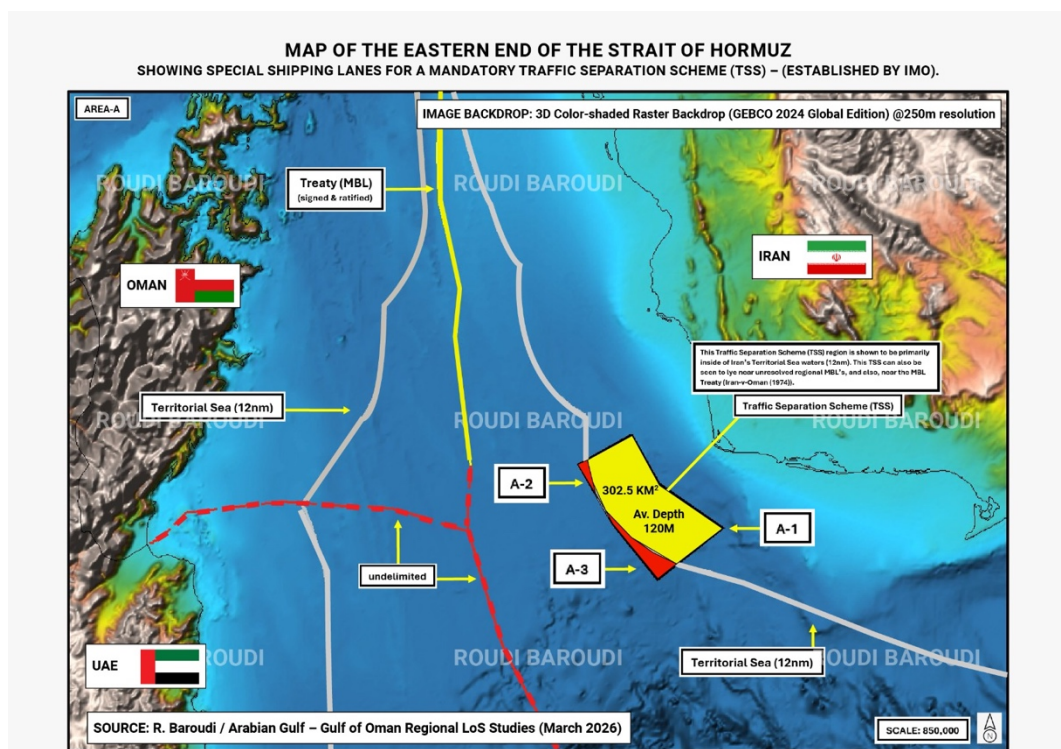 MAP OF THE EASTERN END OF THE STRAIT OF HORMUZ
SHOWING SPECIAL SHIPPING LANES FOR A MANDATORY TRAFFIC SEPARATION SCHEME (TSS) – (ESTABLISHED BY IMO).
AREA-A
IMAGE BACKDROP: 3D Color-shaded Raster Backdrop (GEBCO 2024 Global Edition) @250m resolution
ROUDI BAROUDI
ROUDI BAROUDI
ROUDI BAROUDI
Treaty (MBL)
(signed & ratified)
OMAN
IRAN
This Traffic Separation Scheme (TSS) region is shown to be primarily
inside of Iran's Territorial Sea waters (12nm). This TSS can also be
seen to lye near unresolved regional MBL's, and also, near the MBL
Treaty (Iran-v-Oman (1974)).
Traffic Separation Scheme (TSS)
Territorial Sea (12nm)
ROUDI BAROUDI
ROUDI BAROUDI
ROUDI BAROUDI
A-2
302.5 KM²
Av. Depth
120M
A-1
A-3
undelimited
UAE
ROUDI
ROUDI BAROUDI
Territorial Sea (12nm)
OUDI BAROUDI
SOURCE: R. Baroudi / Arabian Gulf – Gulf of Oman Regional LoS Studies (March 2026)
SCALE: 850,000
N